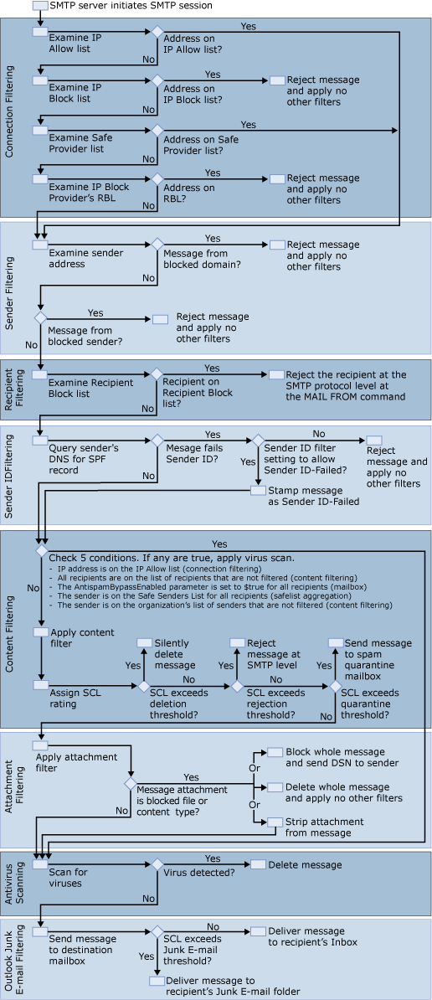 SMTP server initiates SMTP session
Connection Filtering
Examine IP
Allow list
Address on
IP Allow list?
Yes
No
Examine IP
Block list
Address on
IP Block list?
Yes
Reject message
and apply no
other filters
No
Examine Safe
Provider list
Address on Safe
Provider list?
Yes
No
Examine IP Block
Provider's RBL
Address on
RBL?
Yes
Reject message
and apply no
other filters
No
Sender Filtering
Examine sender
address
Message from
blocked domain?
Yes
Reject message
and apply no
other filters
No
Message from
blocked sender?
Yes
Reject message
and apply no
other filters
No
Recipient
Filtering
Examine Recipient
Block list
Recipient on
Recipient Block
list?
Yes
Reject the recipient at the
SMTP protocol level at
the MAIL FROM command
No
Sender IDFiltering
Query sender's
DNS for SPF
record
Mesage fails
Sender ID?
Yes
Sender ID filter
setting to allow
Sender ID-Failed?
No
Reject
message and
apply no
other filters
Yes
Stamp message
as Sender ID-Failed
No
Content Filtering
Yes
Check 5 conditions. If any are true, apply virus scan.
- IP address is on the IP Allow list (connection filtering)
- All recipients are on the list of recipients that are not filtered (content filtering)
- The AntispamBypassEnabled parameter is set to $true for all recipients (mailbox)
- The sender is on the Safe Senders List for all recipients (safelist aggregation)
- The sender is on the organization's list of senders that are not filtered (content filtering)
No
Apply content
filter
Assign SCL
rating
Silently
delete
message
Yes
No
SCL exceeds
deletion
threshold?
Reject
message at
SMTP level
Yes
No
SCL exceeds
rejection
threshold?
Send message
to spam
quarantine
mailbox
Yes
SCL exceeds
quarantine
threshold?
No
Attachment
Filtering
Apply attachment
filter
Message attachment
is blocked file or
content type?
Yes
No
Or
Or
Block whole message
and send DSN to sender
Delete whole message
and apply no other filters
Strip attachment
from message
Antivirus
Scanning
Scan for
viruses
Virus detected?
Yes
Delete message
No
Outlook Junk
E-mail Filtering
Send message
to destination
mailbox
SCL exceeds
Junk E-mail
threshold?
No
Deliver message
to recipient's Inbox
Yes
Deliver message to
recipient's Junk E-mail folder